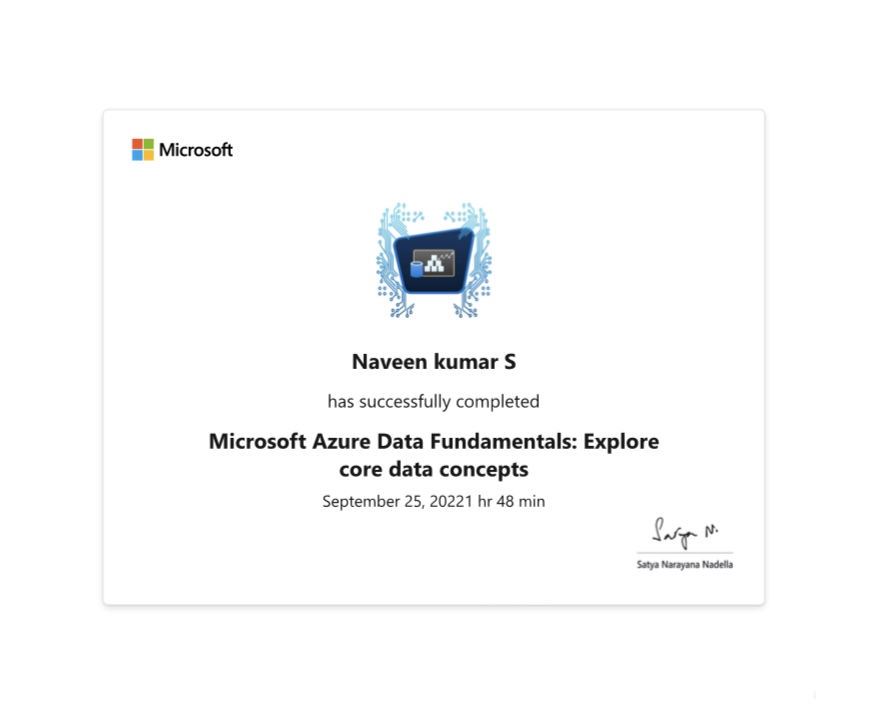 Microsoft
Naveen kumar S
has successfully completed
Microsoft Azure Data Fundamentals: Explore
core data concepts
September 25, 20221 hr 48 min
Satya N.
Satya Narayana Nadella